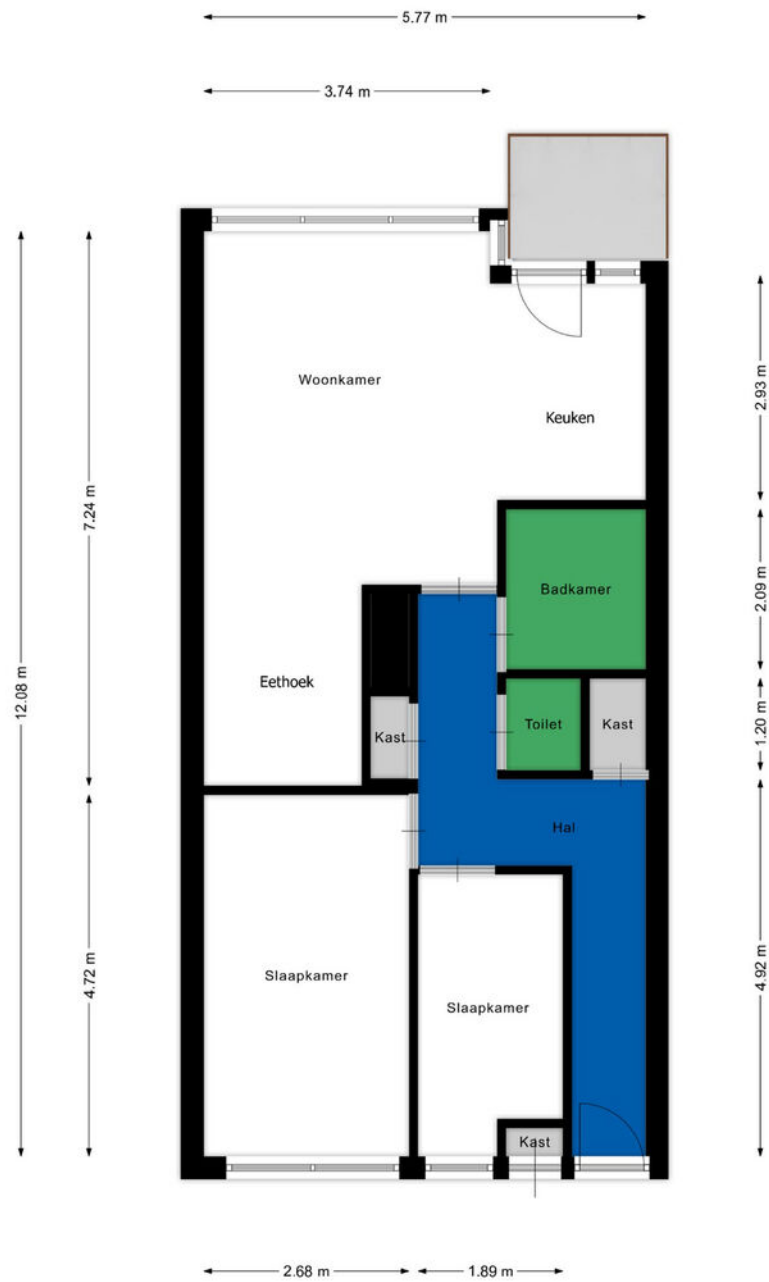 5.77 m
3.74 m
Woonkamer
2.93 m
Keuken
7.24 m
Badkamer
2.09 m
12.08 m
Eethoek
Kast
Toilet
Kast
1.20 m
Hal
4.72 m
Slaapkamer
Slaapkamer
4.92 m
Kast
2.68 m
1.89 m